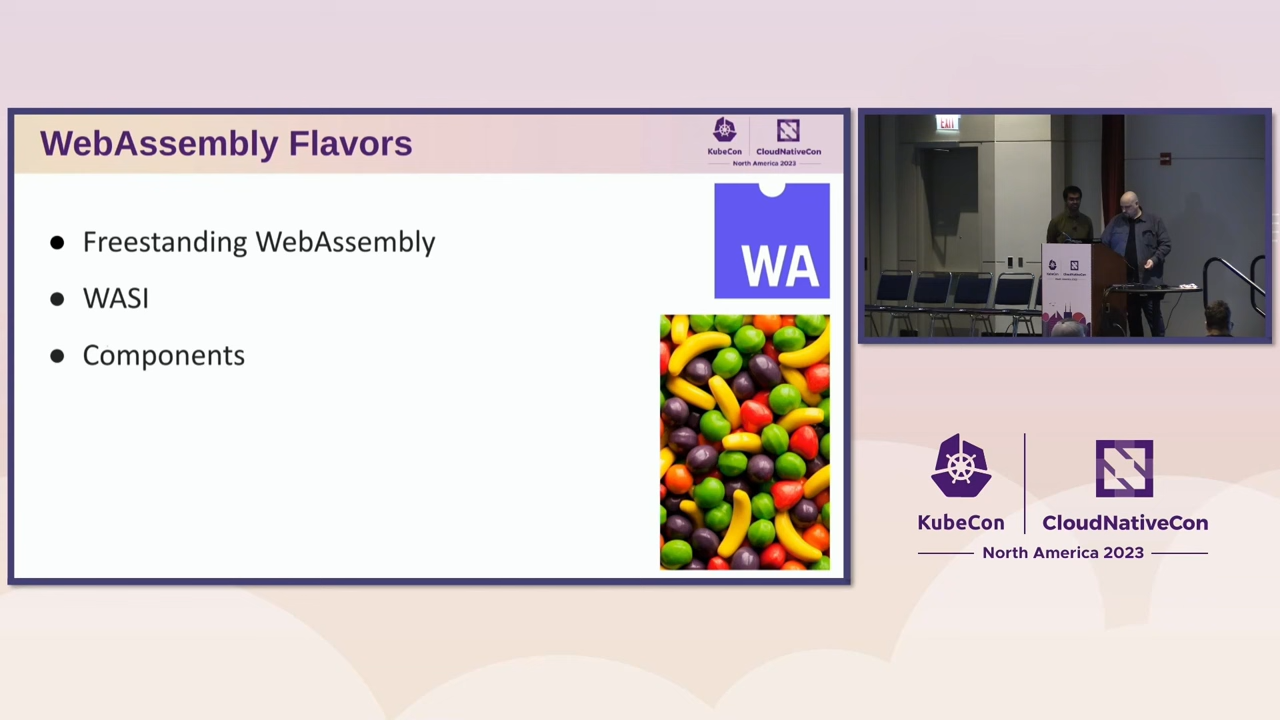 WebAssembly Flavors
KubeCon
CloudNativeCon
North America 2023
● Freestanding WebAssembly
● WASI
● Components
WA
EXIT
KubeCon
CloudNativeCon
North America 2023